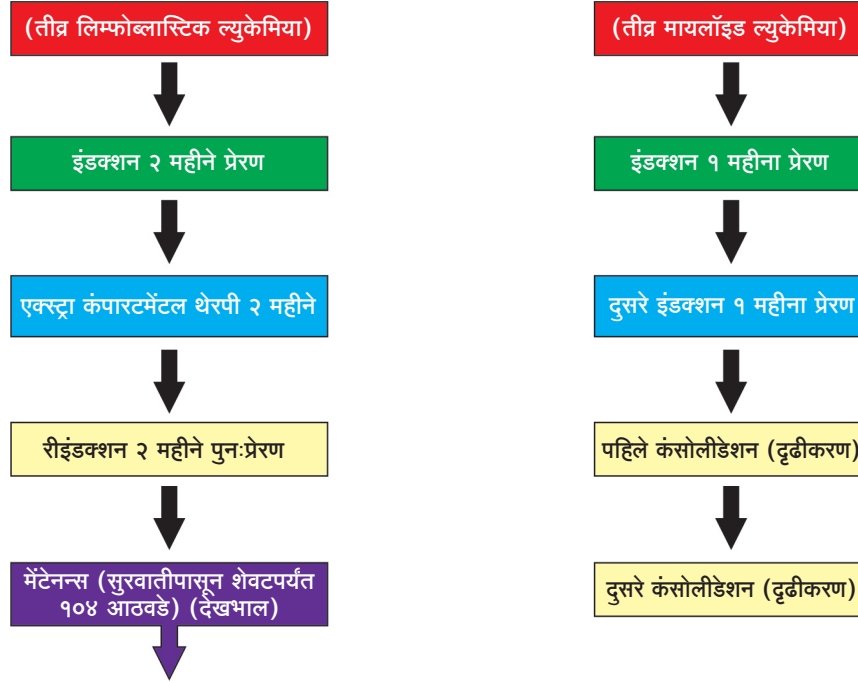 (तीव्र लिम्फोब्लास्टिक ल्युकेमिया)
इंडक्शन २ महीने प्रेरण
एक्स्ट्रा कंपारटमेंटल थेरपी २ महीने
रीइंडक्शन २ महीने पुनःप्रेरण
मेंटेनन्स (सुरवातीपासून शेवटपर्यंत
१०४ आठवडे) (देखभाल)
(तीव्र मायलॉइड ल्युकेमिया)
इंडक्शन १ महीना प्रेरण
दुसरे इंडक्शन १ महीना प्रेरण
पहिले कंसोलीडेशन (दृढीकरण)
दुसरे कंसोलीडेशन (दृढीकरण)